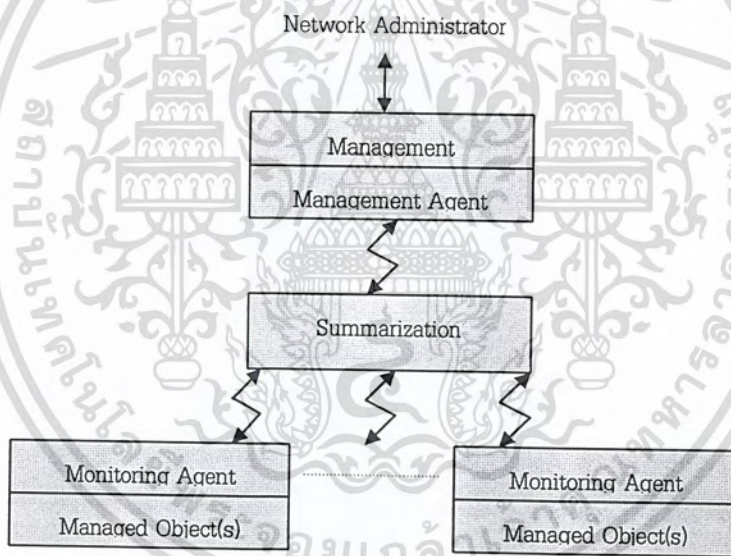 Network Administrator
Management
Management Agent
Summarization
Monitoring Agent
Managed Object(s)
Monitoring Agent
Managed Object(s)